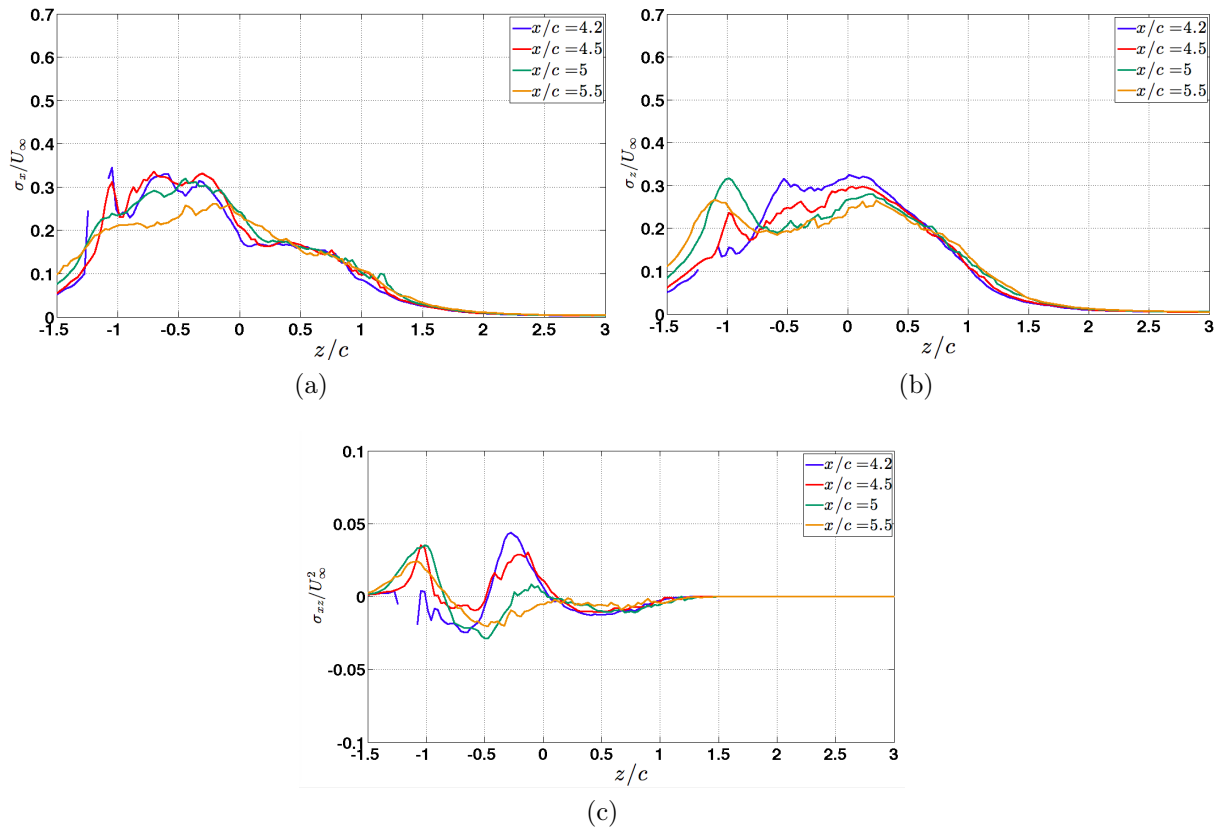 0.7
0.6
0.5
0.4
0.3
0.2
0.1
0
σx/U∞
-1.5 -1 -0.5 0 0.5 1 1.5 2 2.5 3
z/c
x/c =4.2
x/c =4.5
x/c =5
x/c =5.5
(a)
0.7
0.6
0.5
0.4
0.3
0.2
0.1
0
σz/U∞
-1.5 -1 -0.5 0 0.5 1 1.5 2 2.5 3
z/c
x/c =4.2
x/c =4.5
x/c =5
x/c =5.5
(b)
0.1
0.05
0
-0.05
-0.1
σxz/U²∞
-1.5 -1 -0.5 0 0.5 1 1.5 2 2.5 3
z/c
x/c =4.2
x/c =4.5
x/c =5
x/c =5.5
(c)